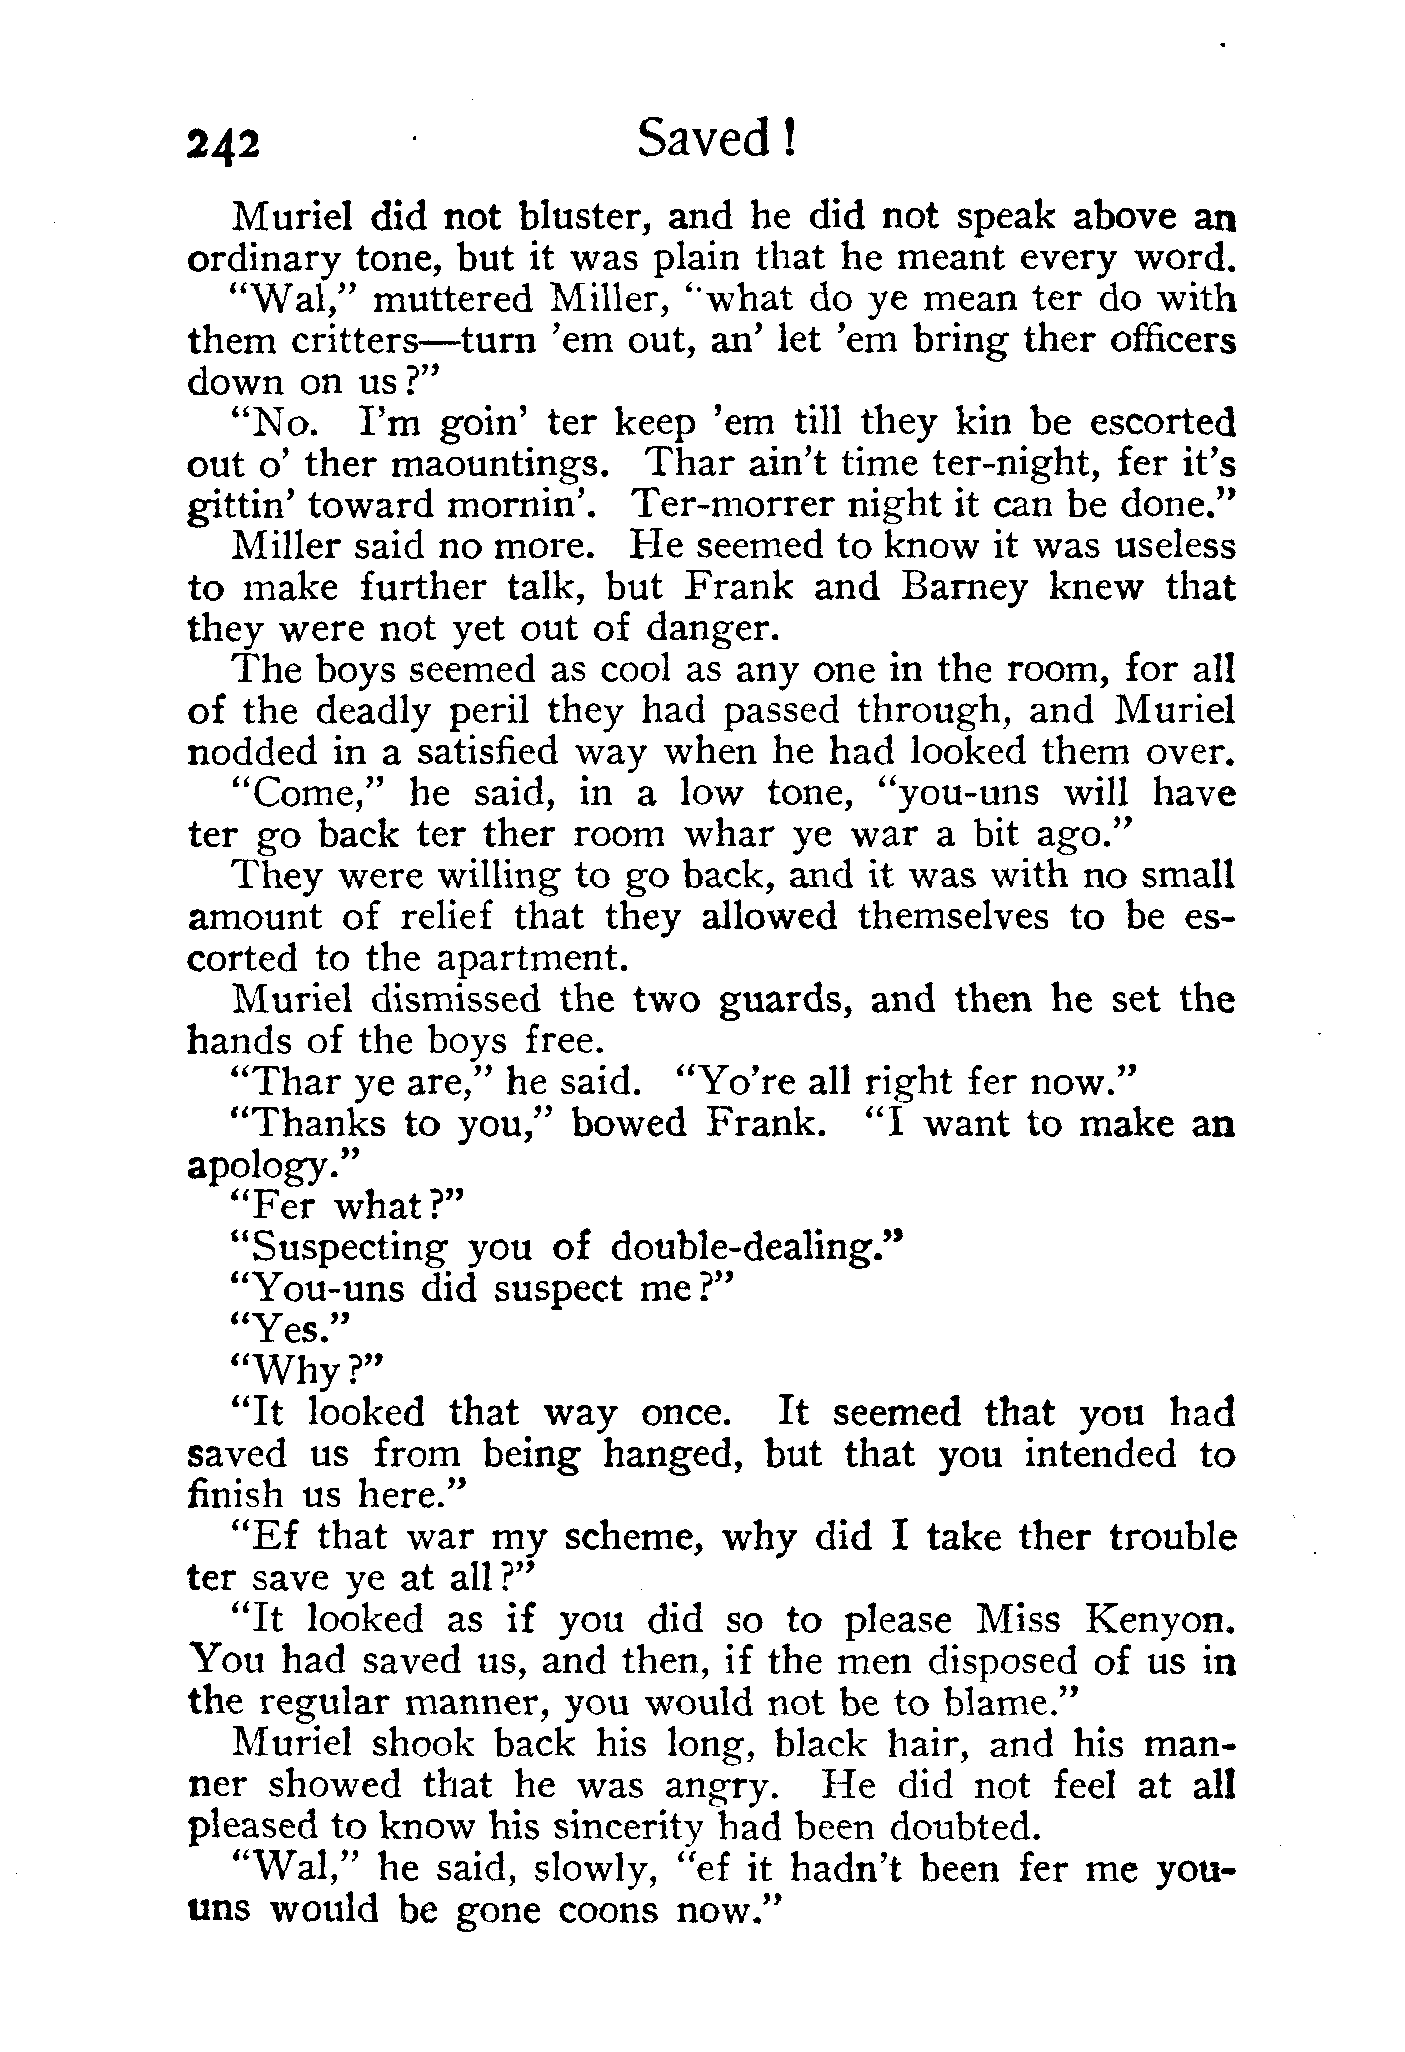 242 Saved!
Muriel did not bluster, and he did not speak above an
ordinary tone, but it was plain that he meant every word.
“Wal,” muttered Miller, “what do ye mean ter do with
them critters—turn ’em out, an’ let ’em bring ther officers
down on us?”
“No. I’m goin’ ter keep ’em till they kin be escorted
out o’ ther maountings. Thar ain’t time ter-night, fer it’s
gittin’ toward mornin’. Ter-morrer night it can be done.”
Miller said no more. He seemed to know it was useless
to make further talk, but Frank and Barney knew that
they were not yet out of danger.
The boys seemed as cool as any one in the room, for all
of the deadly peril they had passed through, and Muriel
nodded in a satisfied way when he had looked them over.
“Come,” he said, in a low tone, “you-uns will have
ter go back ter ther room whar ye war a bit ago.”
They were willing to go back, and it was with no small
amount of relief that they allowed themselves to be es-
corted to the apartment.
Muriel dismissed the two guards, and then he set the
hands of the boys free.
“Thar ye are,” he said. “Yo’re all right fer now.”
“Thanks to you,” bowed Frank. “I want to make an
apology.”
“Fer what?”
“Suspecting you of double-dealing.”
“You-uns did suspect me?”
“Yes.”
“Why?”
“It looked that way once. It seemed that you had
saved us from being hanged, but that you intended to
finish us here.”
“Ef that war my scheme, why did I take ther trouble
ter save ye at all?”
“It looked as if you did so to please Miss Kenyon.
You had saved us, and then, if the men disposed of us in
the regular manner, you would not be to blame.”
Muriel shook back his long, black hair, and his man-
ner showed that he was angry. He did not feel at all
pleased to know his sincerity had been doubted.
“Wal,” he said, slowly, “ef it hadn’t been fer me you-
uns would be gone coons now.”